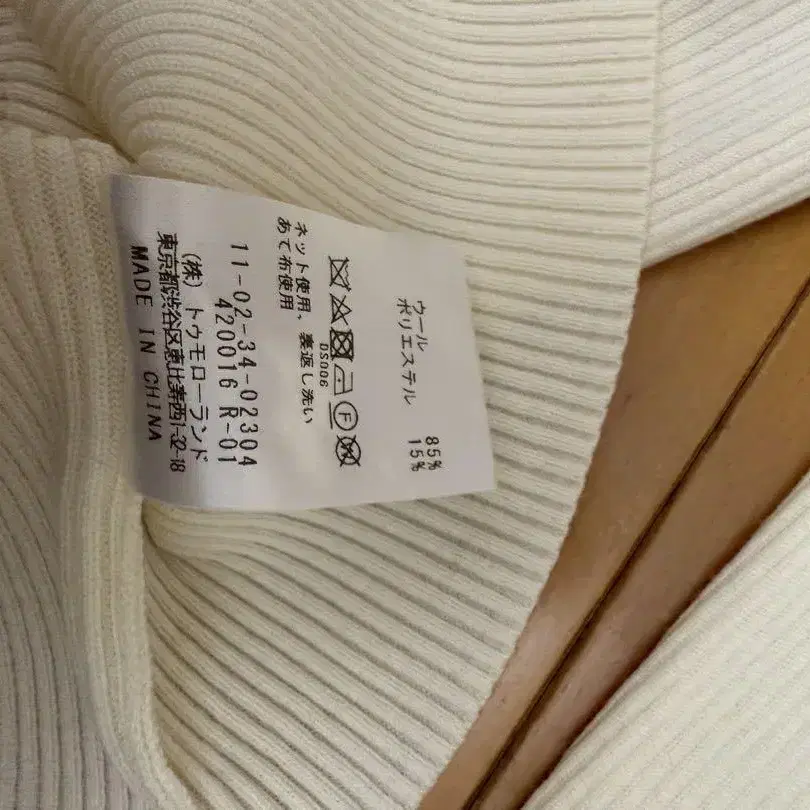 ウール 85%
ポリエステル 15%
F
DS006
ネット使用、裏返し洗い
あて布使用
11-02-34-02304
420016 R-01
(株) トゥモローランド
東京都渋谷区恵比寿西1-32-18
MADE IN CHINA